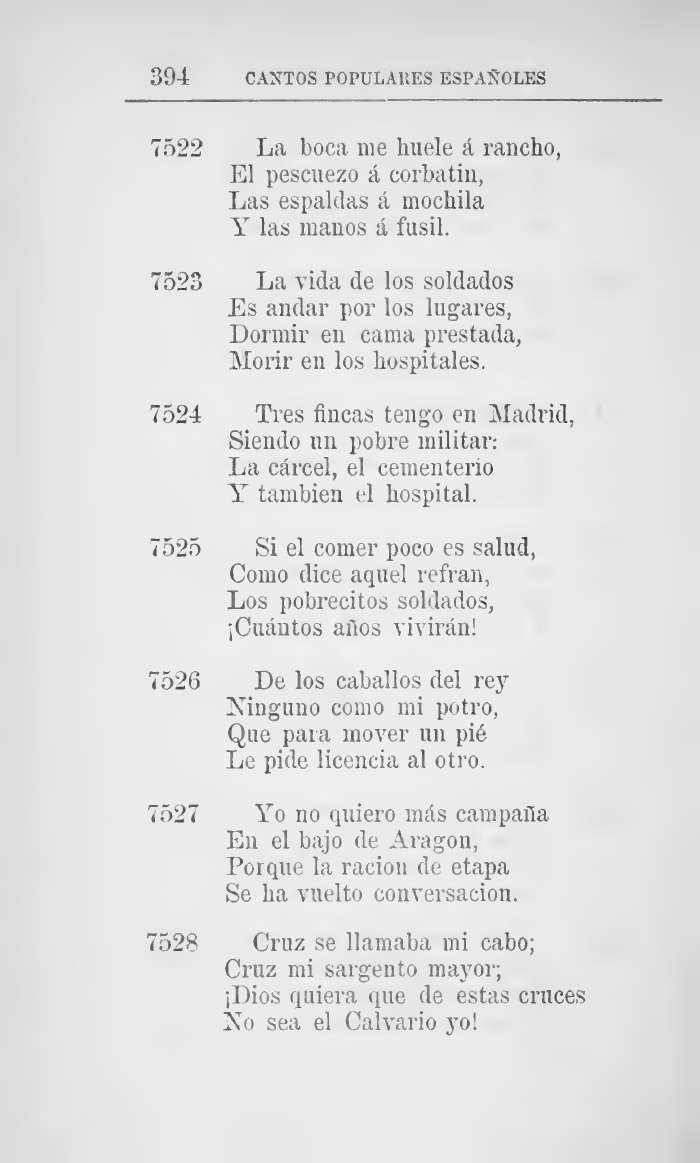 394 CANTOS POPULARES ESPAÑOLES
7522 La boca me huele á rancho,
El pescuezo á corbatin,
Las espaldas á mochila
Y las manos á fusil.
7523 La vida de los soldados
Es andar por los lugares,
Dormir en cama prestada,
Morir en los hospitales.
7524 Tres fincas tengo en Madrid,
Siendo un pobre militar:
La cárcel, el cementerio
Y tambien el hospital.
7525 Si el comer poco es salud,
Como dice aquel refran,
Los pobrecitos soldados,
¡Cuántos años vivirán!
7526 De los caballos del rey
Ninguno como mi potro,
Que para mover un pié
Le pide licencia al otro.
7527 Yo no quiero más campaña
En el bajo de Aragon,
Porque la racion de etapa
Se ha vuelto conversacion.
7528 Cruz se llamaba mi cabo;
Cruz mi sargento mayor;
¡Dios quiera que de estas cruces
No sea el Calvario yo!